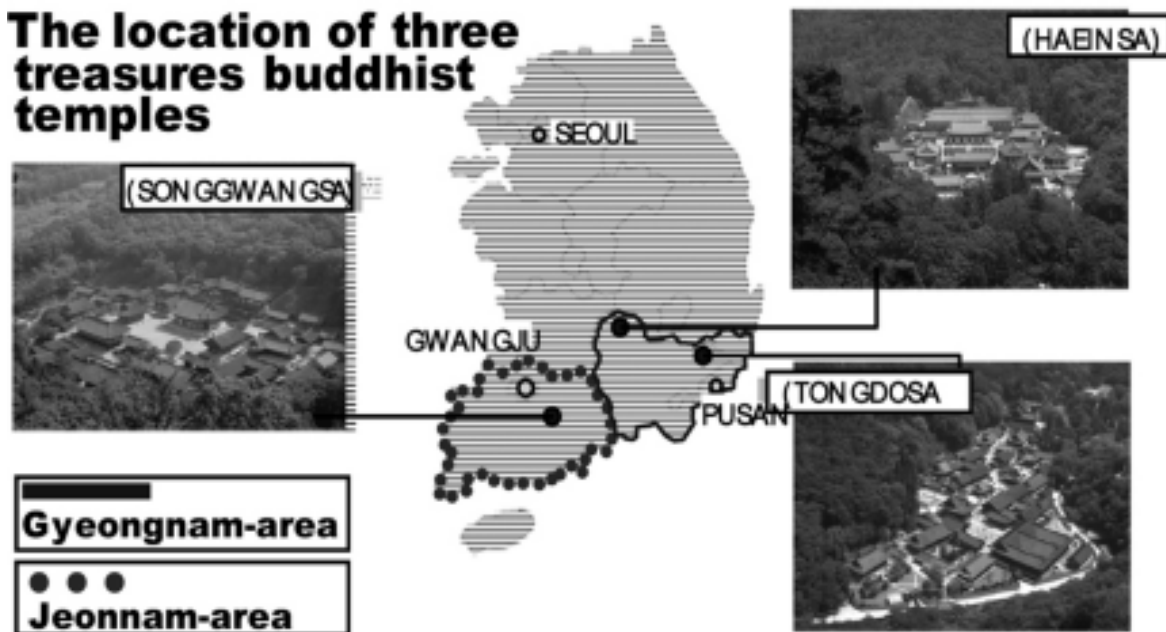 The location of three
treasures buddhist
temples
(HAEINSA)
SEOUL
(SONGGWANGSA)
GWANGJU
(TONGDOSA
PUSAN
Gyeongnam-area
Jeonnam-area